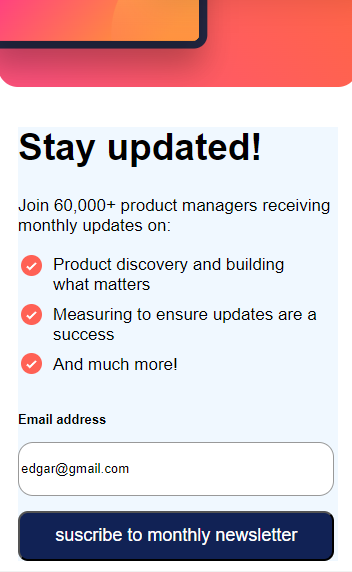 Stay updated!
Join 60,000+ product managers receiving
monthly updates on:
Product discovery and building
what matters
Measuring to ensure updates are a
success
And much more!
Email address
edgar@gmail.com
suscribe to monthly newsletter